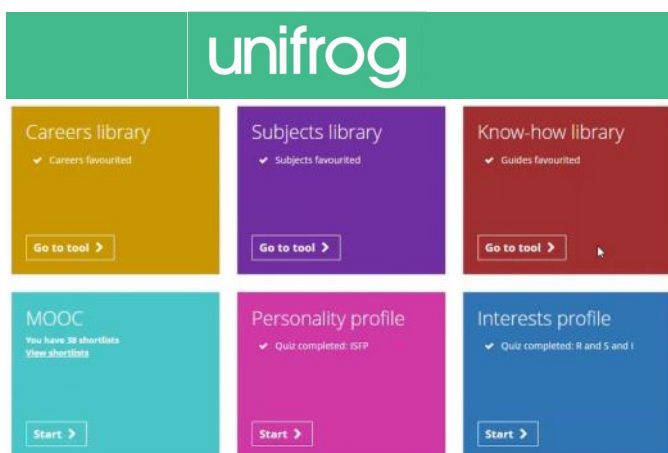 unifrog
Careers library
✔ Careers favourited
Go to tool >
Subjects library
✔ Subjects favourited
Go to tool >
Know-how library
✔ Guides favourited
Go to tool >
MOOC
You have 38 shortlists
View shortlists
Start >
Personality profile
✔ Quiz completed: ISFP
Start >
Interests profile
✔ Quiz completed: R and S and I
Start >